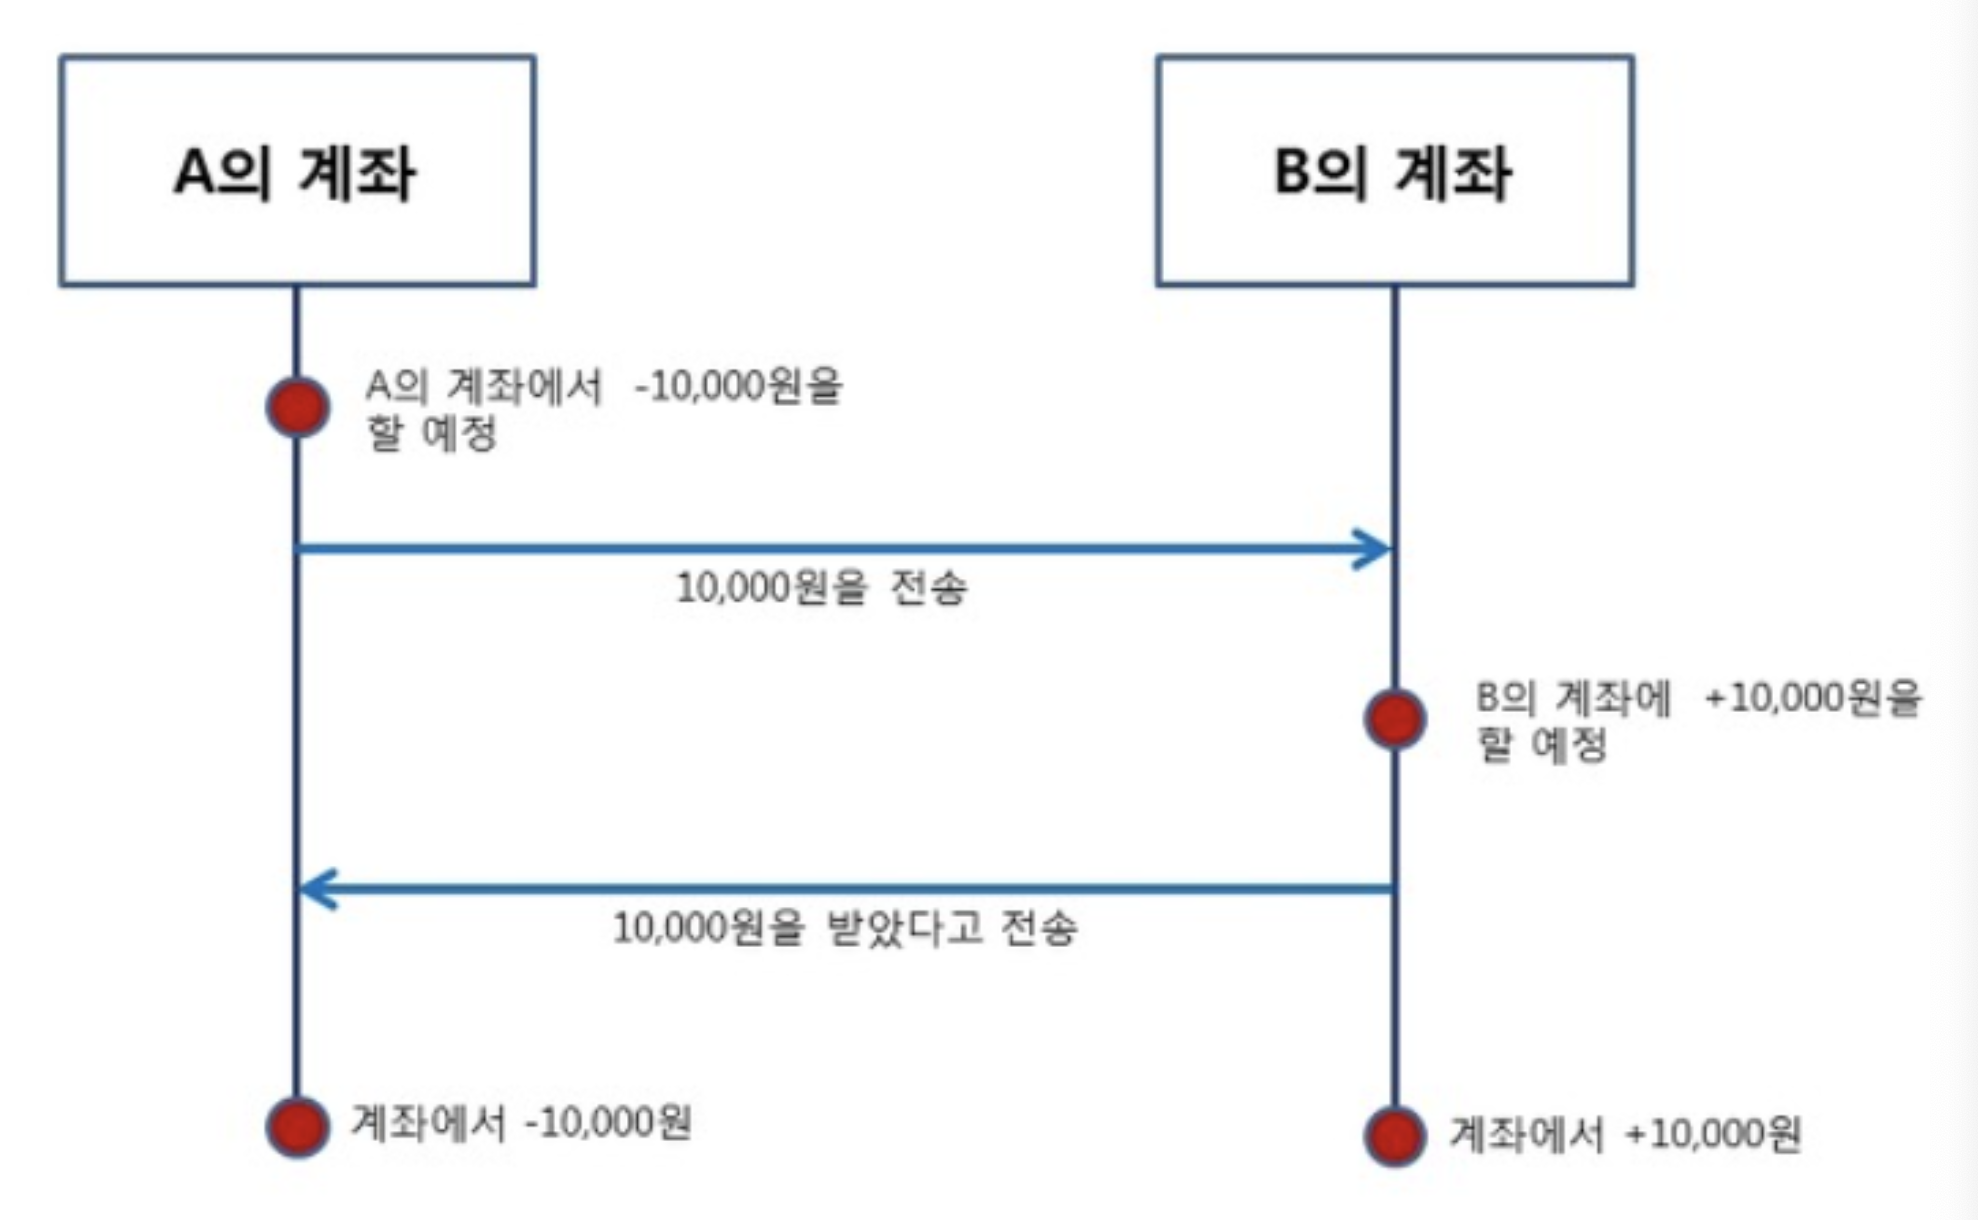 A의 계좌
B의 계좌
A의 계좌에서 -10,000원을
할 예정
10,000원을 전송
B의 계좌에 +10,000원을
할 예정
10,000원을 받았다고 전송
계좌에서 -10,000원
계좌에서 +10,000원